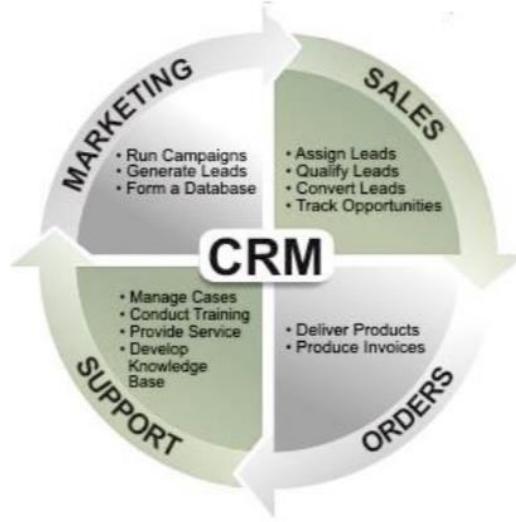 MARKETING
• Run Campaigns
• Generate Leads
• Form a Database
SALES
• Assign Leads
• Qualify Leads
• Convert Leads
• Track Opportunities
CRM
• Manage Cases
• Conduct Training
• Provide Service
• Develop
Knowledge
Base
SUPPORT
• Deliver Products
• Produce Invoices
ORDERS